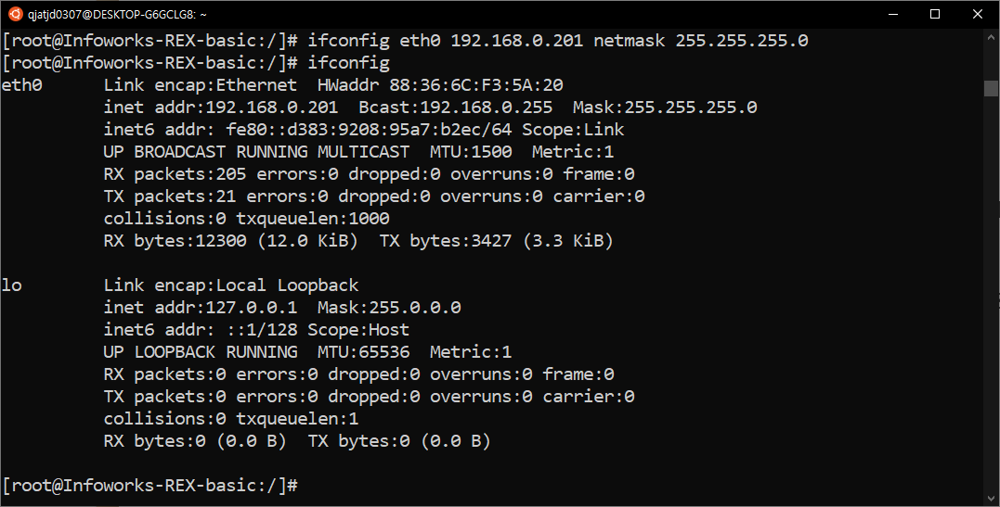 qjatjd0307@DESKTOP-G6GCLG8: ~
[root@Infoworks-REX-basic:/]# ifconfig eth0 192.168.0.201 netmask 255.255.255.0
[root@Infoworks-REX-basic:/]# ifconfig
eth0      Link encap:Ethernet  HWaddr 88:36:6C:F3:5A:20
          inet addr:192.168.0.201  Bcast:192.168.0.255  Mask:255.255.255.0
          inet6 addr: fe80::d383:9208:95a7:b2ec/64 Scope:Link
          UP BROADCAST RUNNING MULTICAST  MTU:1500  Metric:1
          RX packets:205 errors:0 dropped:0 overruns:0 frame:0
          TX packets:21 errors:0 dropped:0 overruns:0 carrier:0
          collisions:0 txqueuelen:1000
          RX bytes:12300 (12.0 KiB)  TX bytes:3427 (3.3 KiB)

lo        Link encap:Local Loopback
          inet addr:127.0.0.1  Mask:255.0.0.0
          inet6 addr: ::1/128 Scope:Host
          UP LOOPBACK RUNNING  MTU:65536  Metric:1
          RX packets:0 errors:0 dropped:0 overruns:0 frame:0
          TX packets:0 errors:0 dropped:0 overruns:0 carrier:0
          collisions:0 txqueuelen:1
          RX bytes:0 (0.0 B)  TX bytes:0 (0.0 B)

[root@Infoworks-REX-basic:/]#